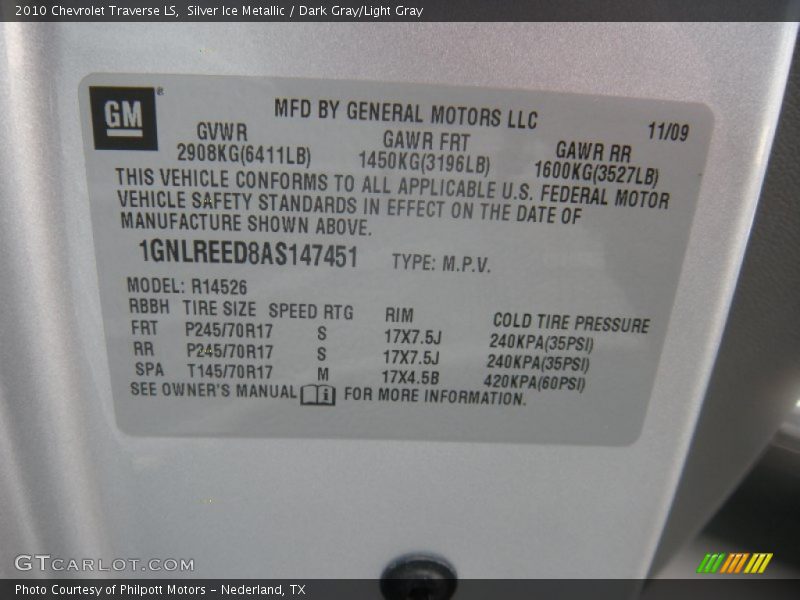 2010 Chevrolet Traverse LS, Silver Ice Metallic / Dark Gray/Light Gray
GM®
MFD BY GENERAL MOTORS LLC
11/09
GVWR GAWR FRT GAWR RR
2908KG(6411LB) 1450KG(3196LB) 1600KG(3527LB)
THIS VEHICLE CONFORMS TO ALL APPLICABLE U.S. FEDERAL MOTOR
VEHICLE SAFETY STANDARDS IN EFFECT ON THE DATE OF
MANUFACTURE SHOWN ABOVE.
1GNLREED8AS147451 TYPE: M.P.V.
MODEL: R14526
RBBH TIRE SIZE SPEED RTG RIM COLD TIRE PRESSURE
FRT P245/70R17 S 17X7.5J 240KPA(35PSI)
RR P245/70R17 S 17X7.5J 240KPA(35PSI)
SPA T145/70R17 M 17X4.5B 420KPA(60PSI)
SEE OWNER'S MANUAL FOR MORE INFORMATION.
GTCARLOT.COM
Photo Courtesy of Philpott Motors - Nederland, TX